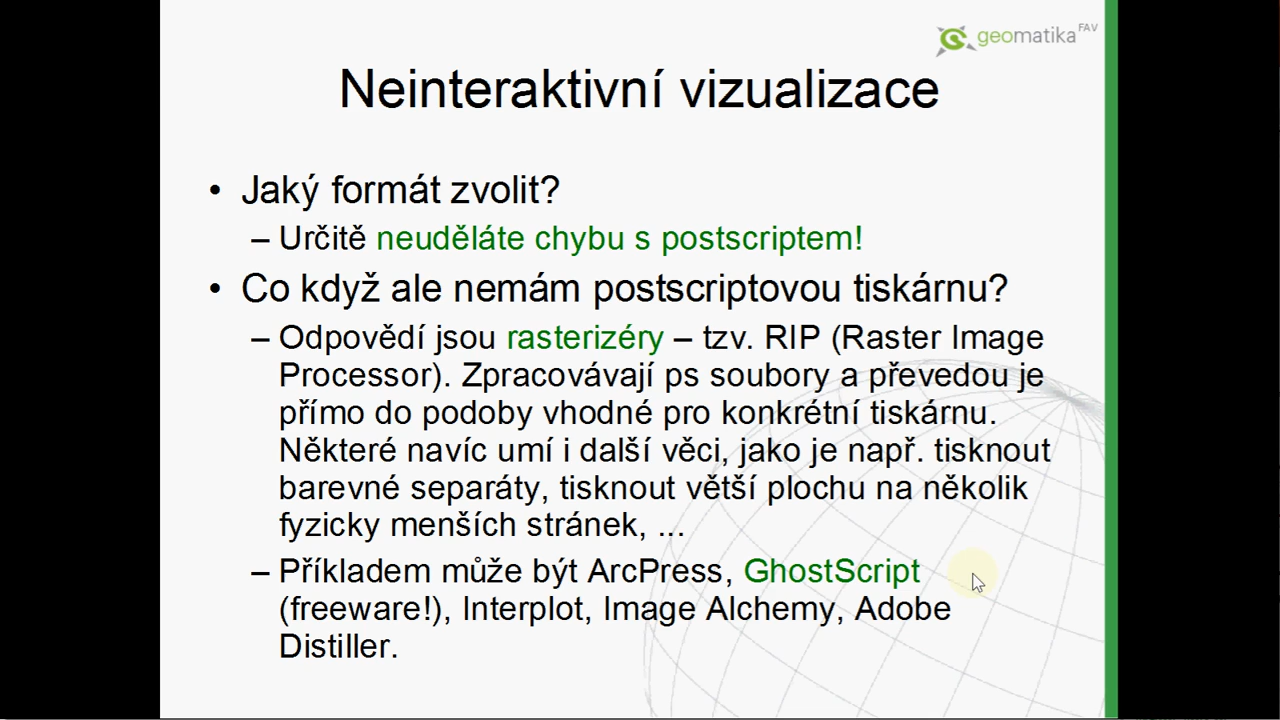 geomatika FAV
Neinteraktivní vizualizace
• Jaký formát zvolit?
– Určitě neuděláte chybu s postscriptem!
• Co když ale nemám postscriptovou tiskárnu?
– Odpovědí jsou rasterizéry – tzv. RIP (Raster Image
Processor). Zpracovávají ps soubory a převedou je
přímo do podoby vhodné pro konkrétní tiskárnu.
Některé navíc umí i další věci, jako je např. tisknout
barevné separáty, tisknout větší plochu na několik
fyzicky menších stránek, ...
– Příkladem může být ArcPress, GhostScript
(freeware!), Interplot, Image Alchemy, Adobe
Distiller.